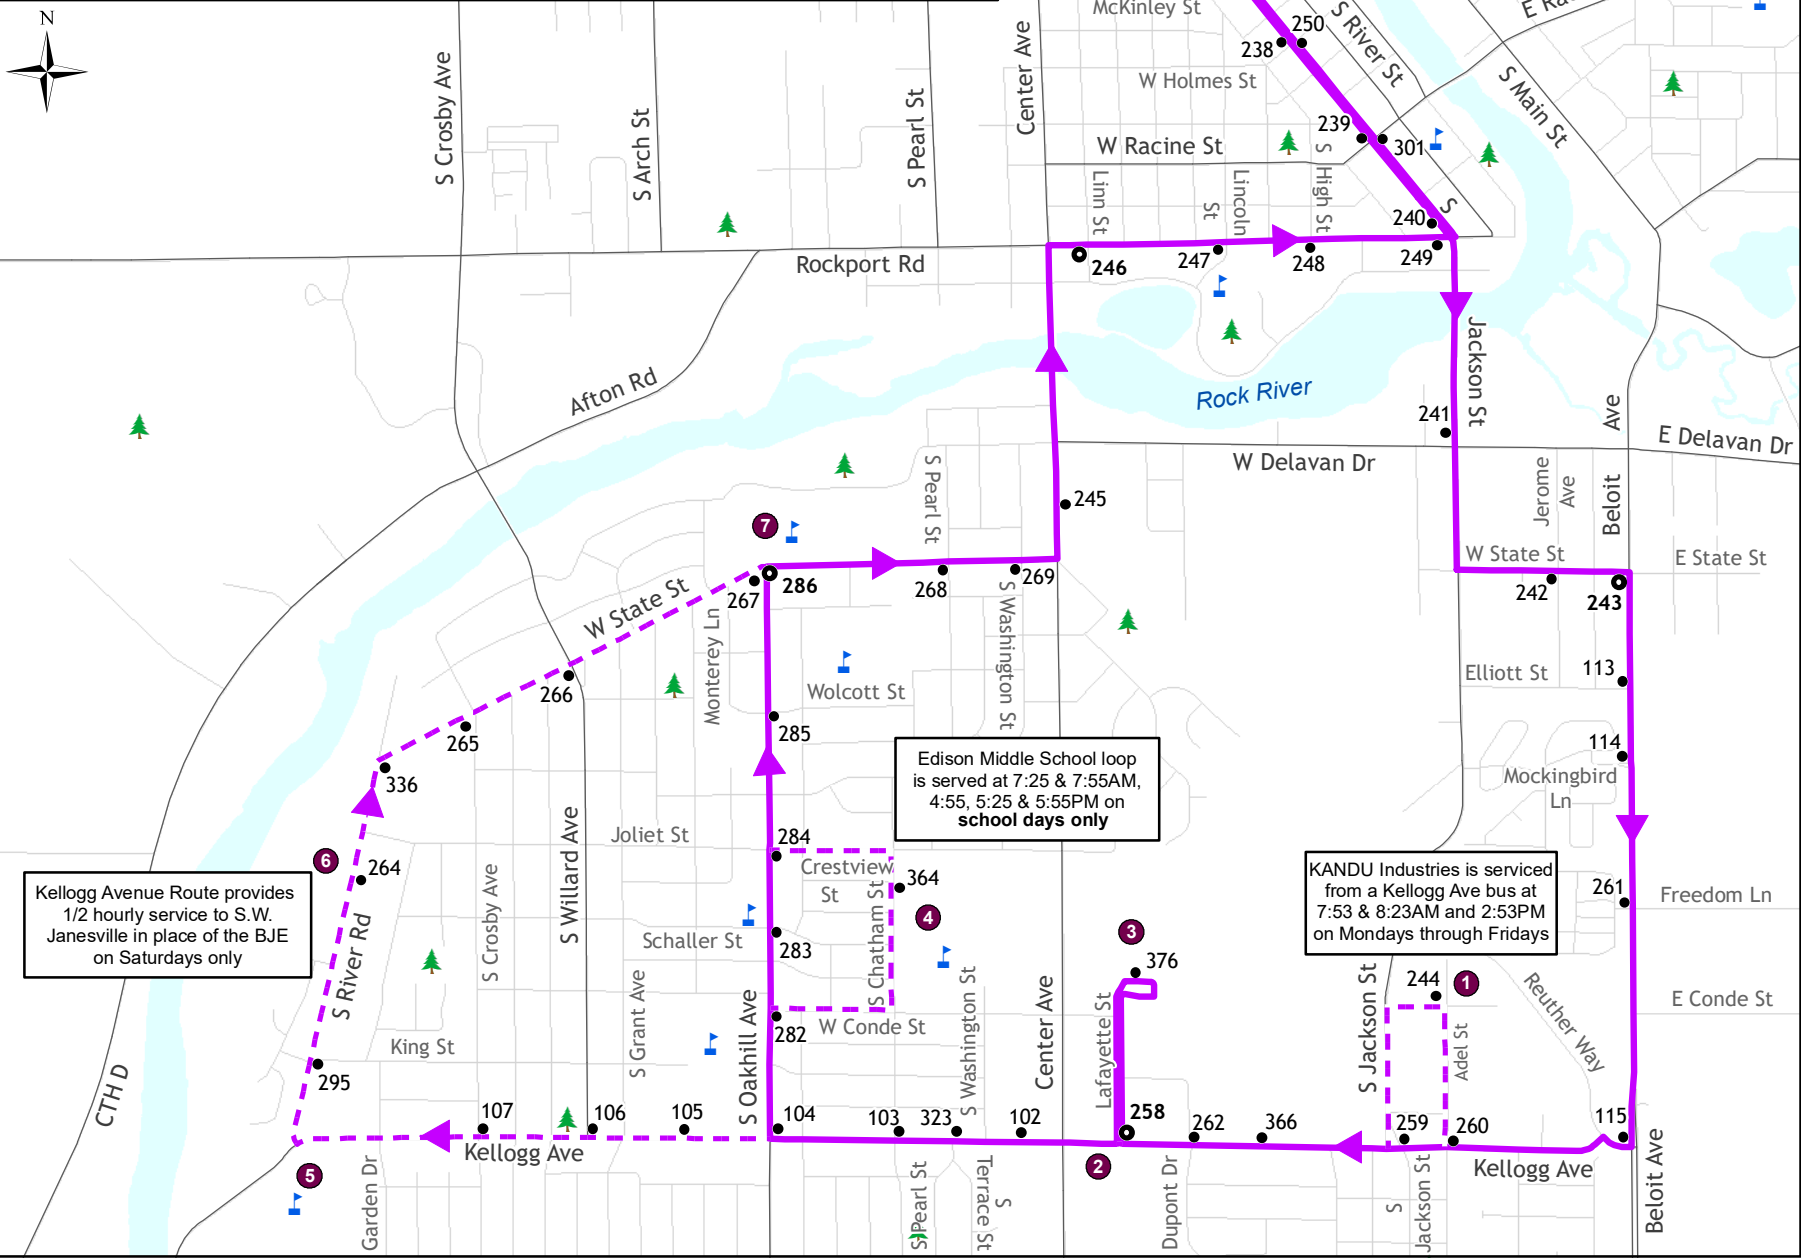 N
McKinley St
250
S River St
E Ra
238
S Crosby Ave
S Arch St
S Pearl St
Center Ave
W Holmes St
S Main St
239
301
W Racine St
S High St
Linn St
Lincoln St
S
240
Rockport Rd
246
247
248
249
Jackson St
Afton Rd
Rock River
241
Beloit Ave
W Delavan Dr
E Delavan Dr
S Pearl St
245
Jerome Ave
7
W State St
E State St
W State St
267
286
268
269
242
243
Monterey Ln
S Washington St
Wolcott St
Elliott St
113
266
265
285
336
114
Mockingbird Ln
Edison Middle School loop
is served at 7:25 & 7:55AM,
4:55, 5:25 & 5:55PM on
school days only
S Willard Ave
Joliet St
284
6
264
Crestview St
364
KANDU Industries is serviced
from a Kellogg Ave bus at
7:53 & 8:23AM and 2:53PM
on Mondays through Fridays
261
Freedom Ln
Kellogg Avenue Route provides
1/2 hourly service to S.W.
Janesville in place of the BJE
on Saturdays only
S Crosby Ave
S River Rd
Schaller St
283
S Chatham St
4
3
376
244
1
S Jackson St
Reuther Way
E Conde St
S Grant Ave
S Oakhill Ave
W Conde St
282
S Washington St
Center Ave
Lafayette St
Adel St
King St
295
CTH D
107
106
105
104
103
323
102
258
262
366
259
260
115
Kellogg Ave
Kellogg Ave
5
2
Garden Dr
S Pearl St
Terrace St
S
Dupont Dr
S
Jackson St
Beloit Ave